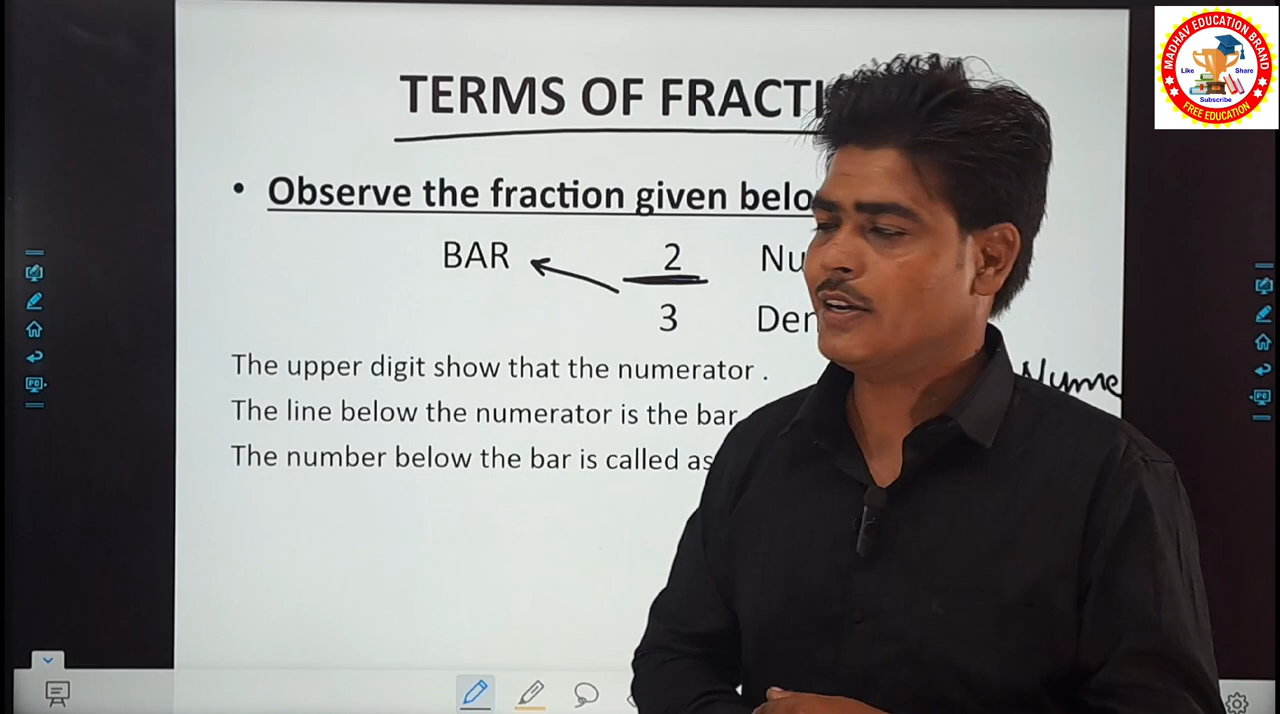 TERMS OF FRACTI
• Observe the fraction given belo
BAR
2
Nu
3
Den
The upper digit show that the numerator .
Nume
The line below the numerator is the bar
The number below the bar is called as
MADHAV EDUCATION BRAND
Like
Share
Subscribe
FREE EDUCATION
PC
PC